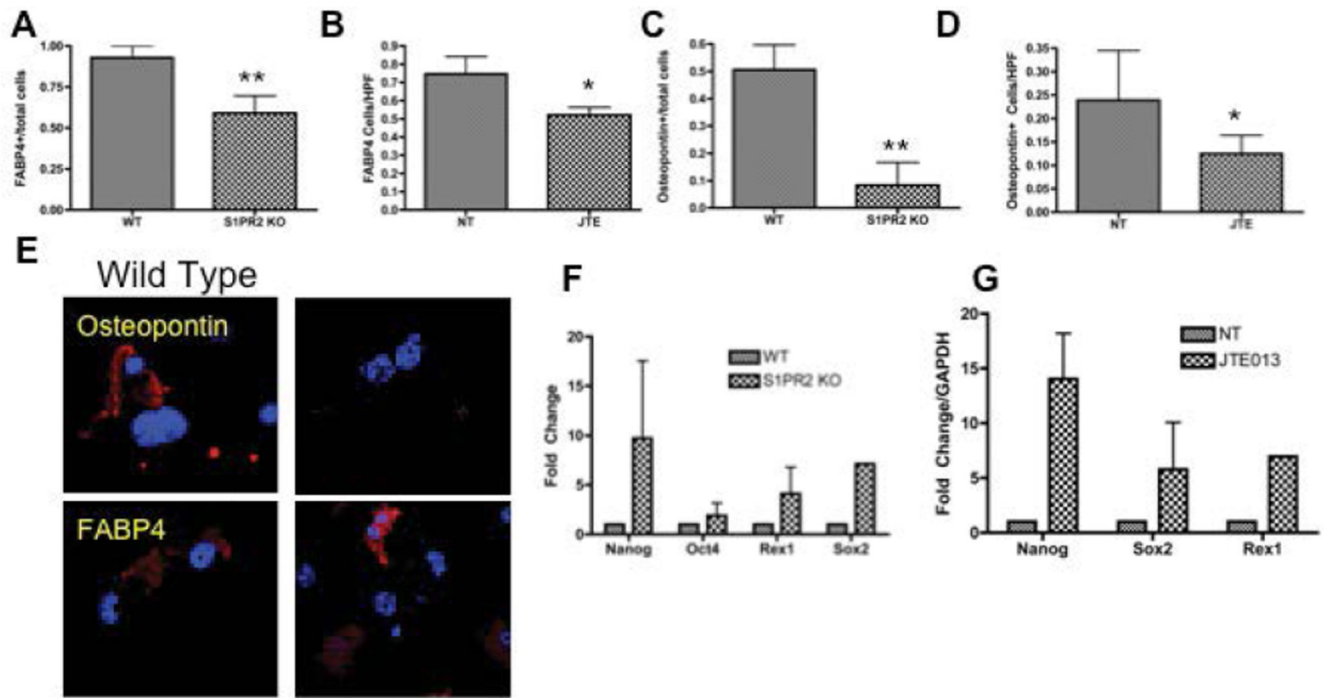 A
FABP4+/total cells
1.00
0.75
0.50
0.25
0.00
**
WT
S1PR2 KO
B
FABP4 Cells/HPF
0.9
0.8
0.7
0.6
0.5
0.4
0.3
0.2
0.1
0.0
*
NT
JTE
C
Osteopontin+/total cells
0.6
0.5
0.4
0.3
0.2
0.1
0.0
**
WT
S1PR2 KO
D
Osteopontin+ Cells/HPF
0.35
0.30
0.25
0.20
0.15
0.10
0.05
0.00
*
NT
JTE
E
Wild Type
Osteopontin
FABP4
F
Fold Change
20
15
10
5
0
WT
S1PR2 KO
Nanog
Oct4
Rex1
Sox2
G
Fold Change/GAPDH
20
15
10
5
0
NT
JTE013
Nanog
Sox2
Rex1